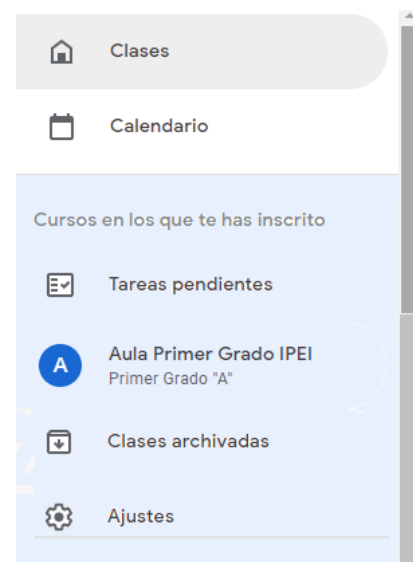 Clases
Calendario
Cursos en los que te has inscrito
Tareas pendientes
A
Aula Primer Grado IPEI
Primer Grado "A"
Clases archivadas
Ajustes